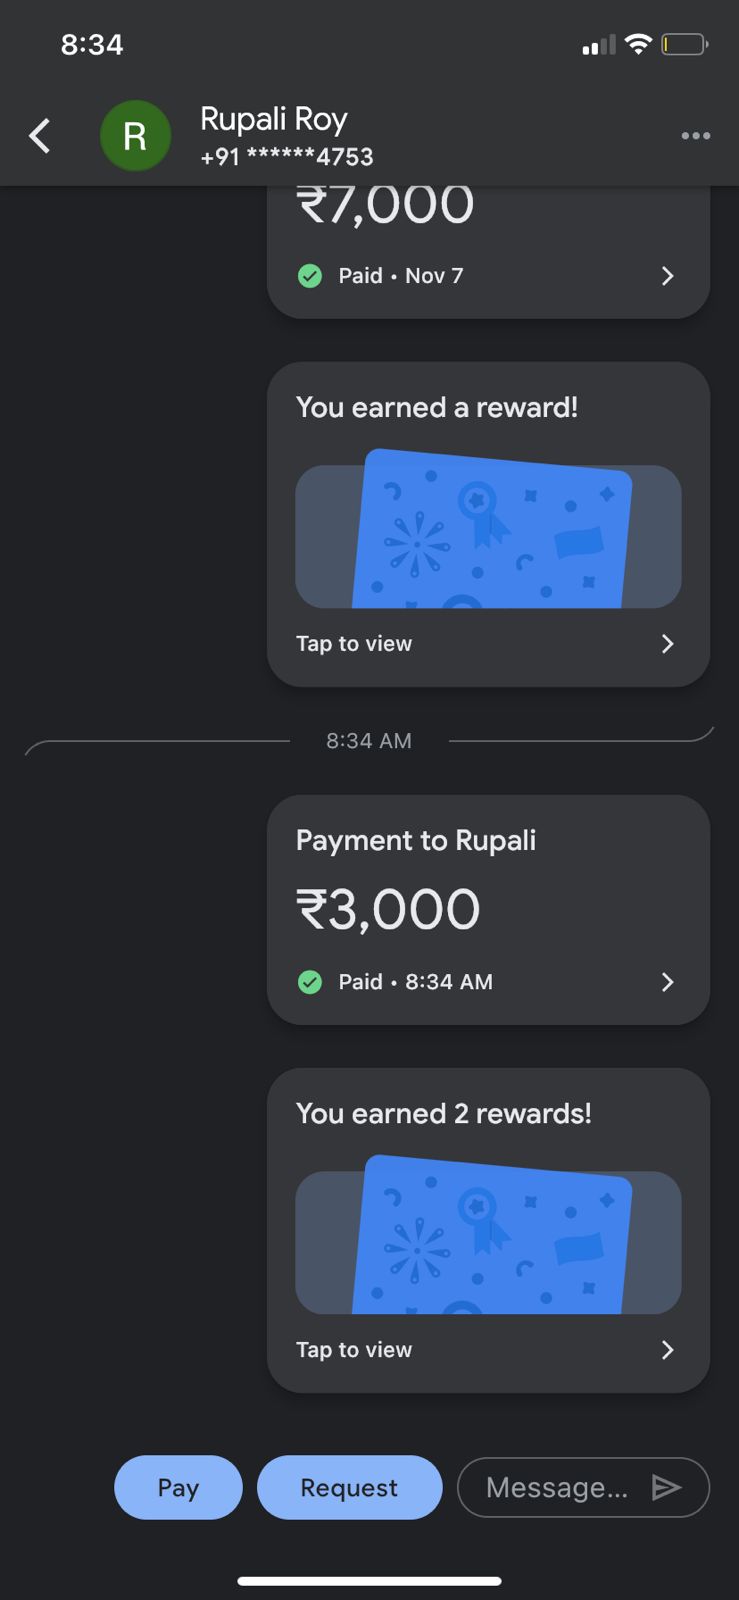 8:34
R
Rupali Roy
+91 ******4753
₹7,000
Paid • Nov 7
You earned a reward!
Tap to view
8:34 AM
Payment to Rupali
₹3,000
Paid • 8:34 AM
You earned 2 rewards!
Tap to view
Pay
Request
Message...